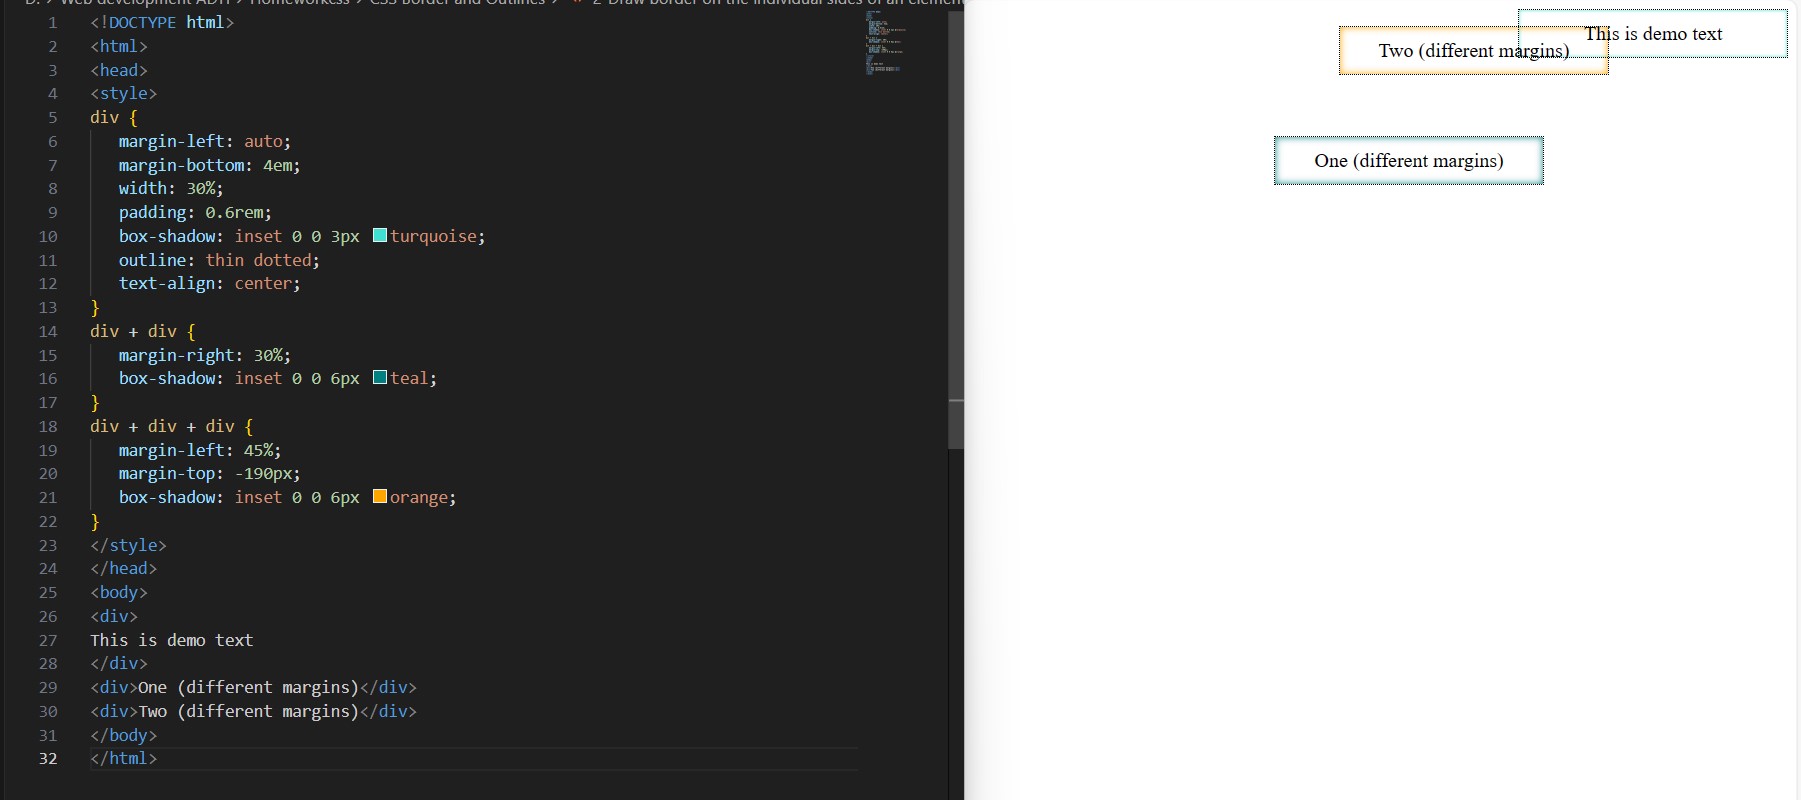 D: > Web development ADIT > Homeworkcss > CSS Border and Outlines > 2-Draw border on the individual sides of an element
1 <!DOCTYPE html>
2 <html>
3 <head>
4 <style>
5 div {
6 margin-left: auto;
7 margin-bottom: 4em;
8 width: 30%;
9 padding: 0.6rem;
10 box-shadow: inset 0 0 3px turquoise;
11 outline: thin dotted;
12 text-align: center;
13 }
14 div + div {
15 margin-right: 30%;
16 box-shadow: inset 0 0 6px teal;
17 }
18 div + div + div {
19 margin-left: 45%;
20 margin-top: -190px;
21 box-shadow: inset 0 0 6px orange;
22 }
23 </style>
24 </head>
25 <body>
26 <div>
27 This is demo text
28 </div>
29 <div>One (different margins)</div>
30 <div>Two (different margins)</div>
31 </body>
32 </html>
This is demo text
Two (different margins)
One (different margins)